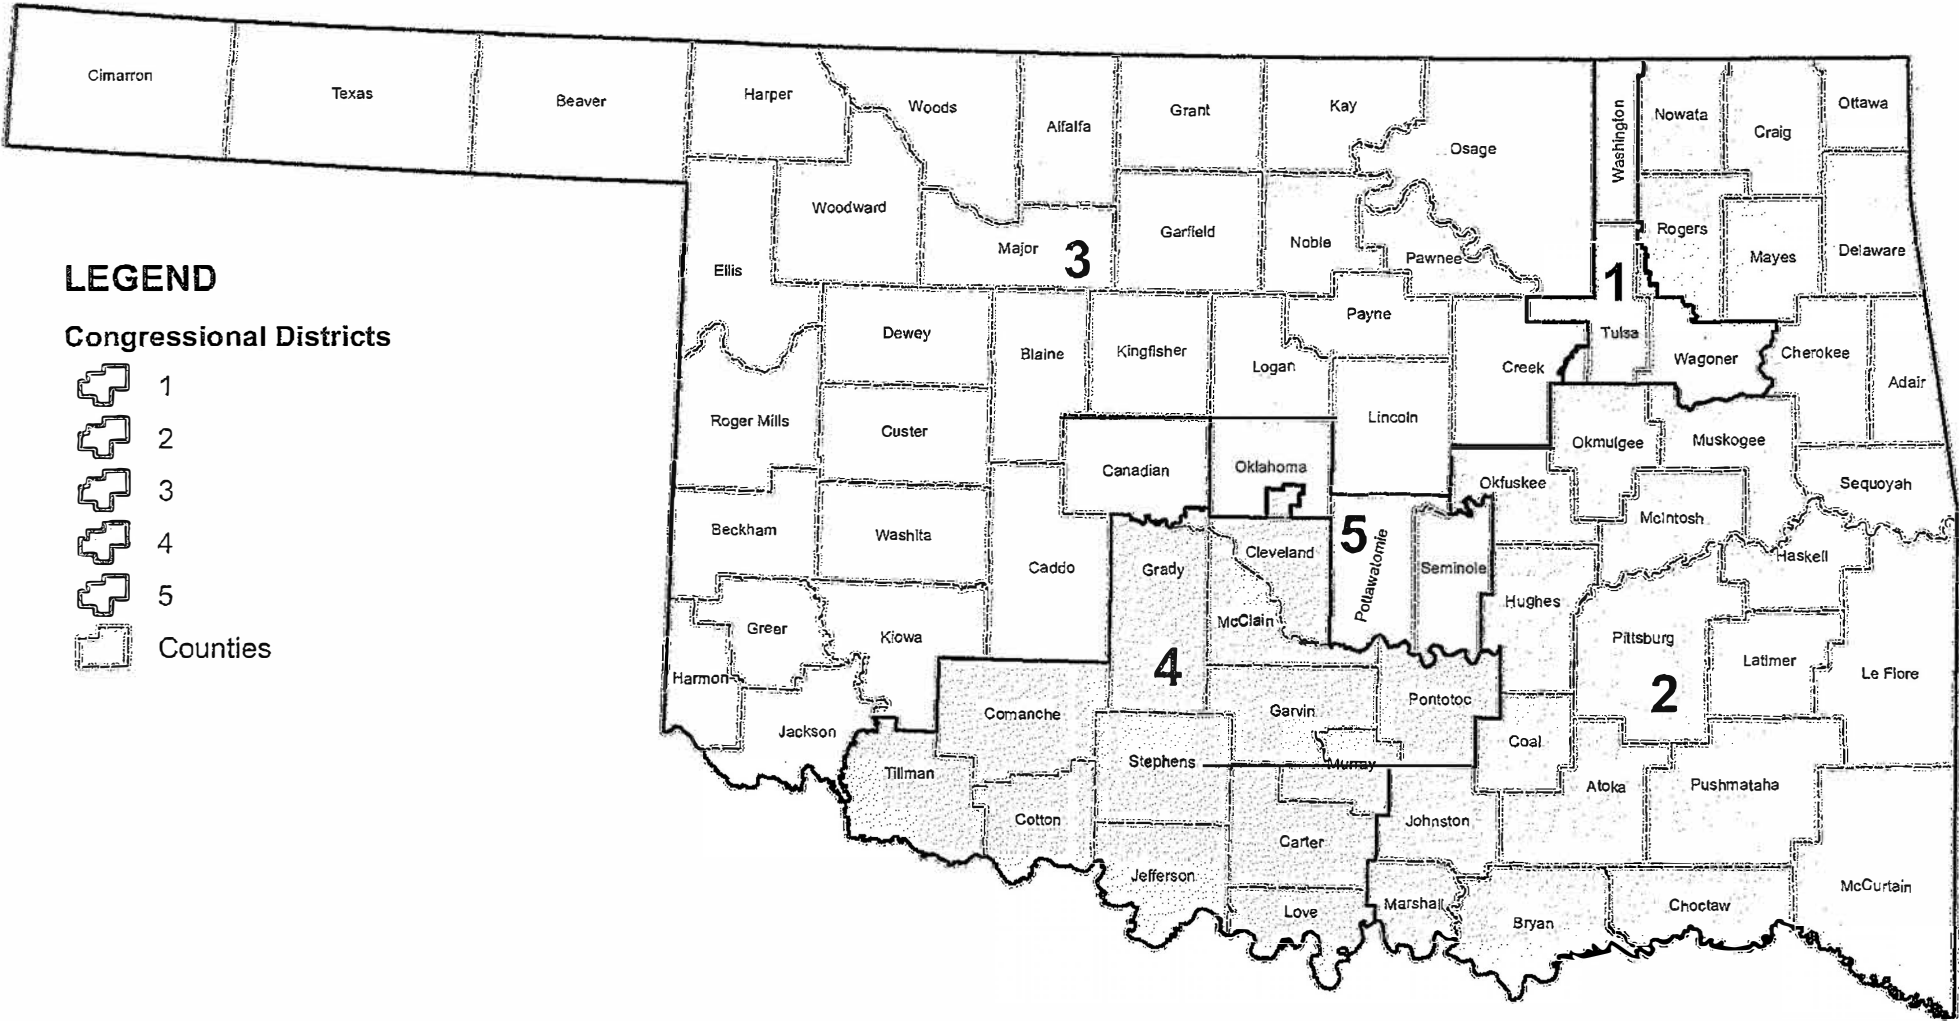 Cimarron
Texas
Beaver
Harper
Woods
Alfalfa
Grant
Kay
Osage
Washington
Nowata
Craig
Ottawa
Woodward
Ellis
Major
3
Garfield
Noble
Pawnee
Rogers
Mayes
Delaware
1
LEGEND
Congressional Districts
1
2
3
4
5
Counties
Dewey
Blaine
Kingfisher
Logan
Payne
Creek
Tulsa
Wagoner
Cherokee
Adair
Roger Mills
Custer
Lincoln
Okmulgee
Muskogee
Canadian
Oklahoma
Okfuskee
Sequoyah
Beckham
Washita
Caddo
Grady
Cleveland
5
Pottawatomie
Seminole
McIntosh
Haskell
Hughes
Greer
Kiowa
McClain
Pittsburg
Latimer
Le Flore
Harmon
4
2
Jackson
Comanche
Garvin
Pontotoc
Coal
Tillman
Stephens
Murray
Atoka
Pushmataha
Cotton
Carter
Johnston
Jefferson
Love
Marshall
Bryan
Choctaw
McCurtain